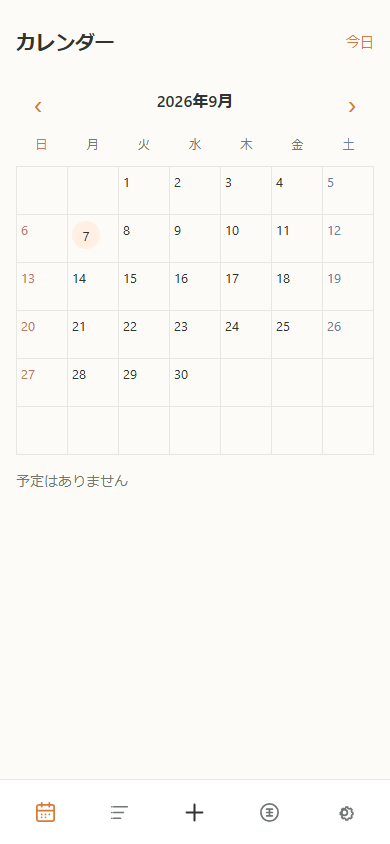 カレンダー
今日
‹ 2026年9月 ›
日 月 火 水 木 金 土
1 2 3 4 5
6 7 8 9 10 11 12
13 14 15 16 17 18 19
20 21 22 23 24 25 26
27 28 29 30
予定はありません